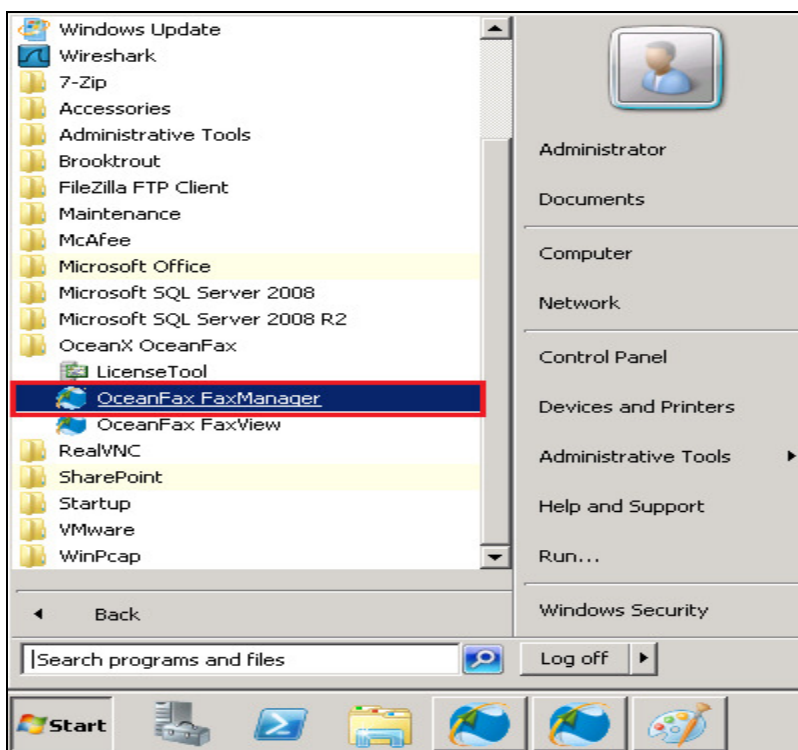 Windows Update
Wireshark
7-Zip
Accessories
Administrative Tools
Brooktrout
FileZilla FTP Client
Maintenance
McAfee
Microsoft Office
Microsoft SQL Server 2008
Microsoft SQL Server 2008 R2
OceanX OceanFax
LicenseTool
OceanFax FaxManager
OceanFax FaxView
RealVNC
SharePoint
Startup
VMware
WinPcap
Back
Search programs and files
Administrator
Documents
Computer
Network
Control Panel
Devices and Printers
Administrative Tools
Help and Support
Run...
Windows Security
Log off
Start